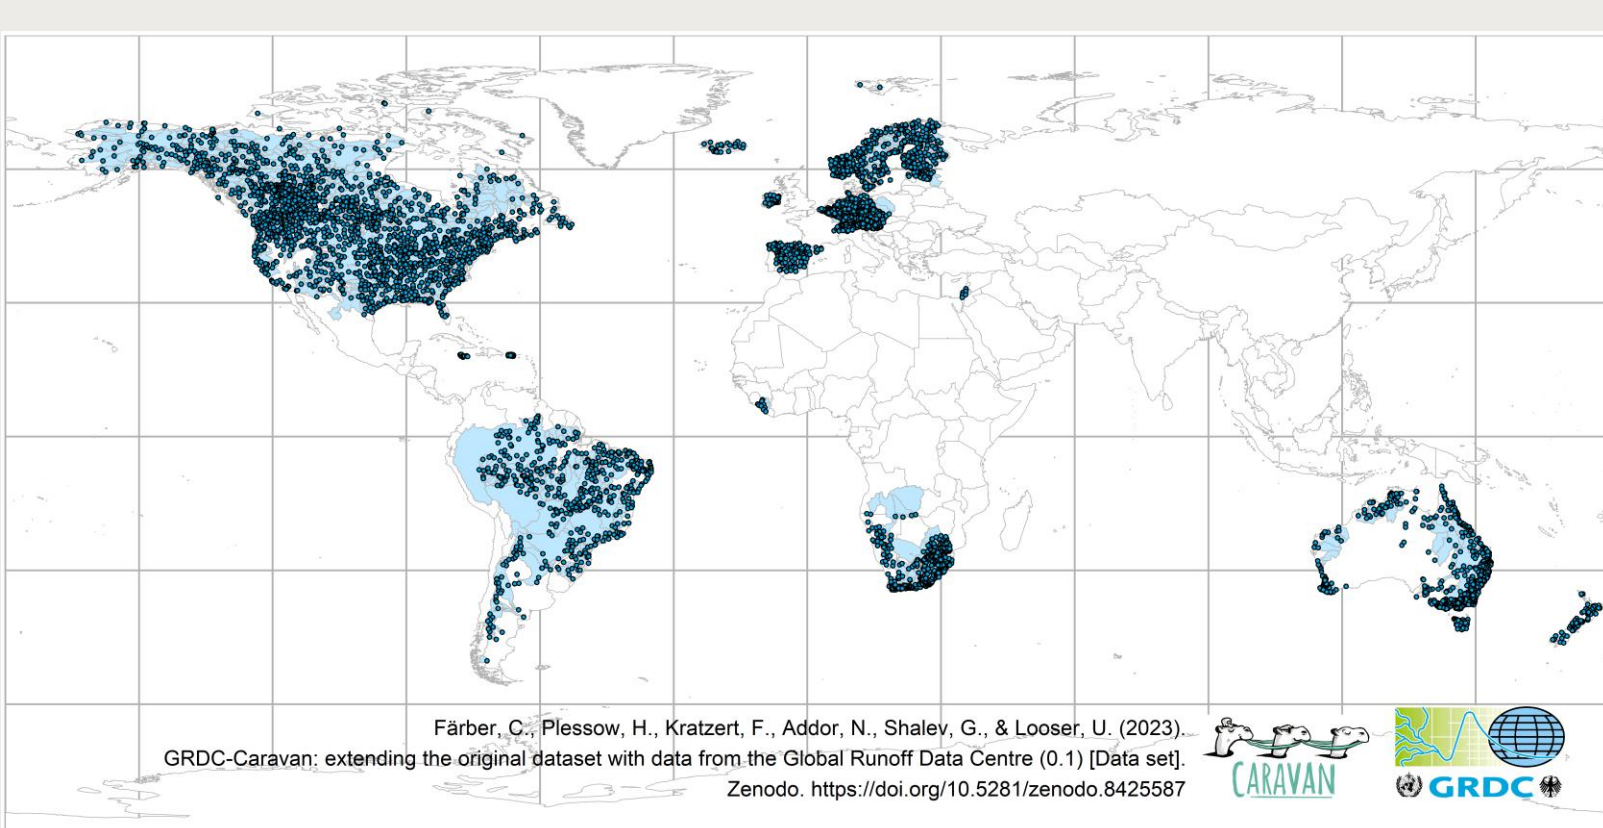 Färber, C., Plessow, H., Kratzert, F., Addor, N., Shalev, G., & Looser, U. (2023).
GRDC-Caravan: extending the original dataset with data from the Global Runoff Data Centre (0.1) [Data set].
Zenodo. https://doi.org/10.5281/zenodo.8425587
CARAVAN
GRDC